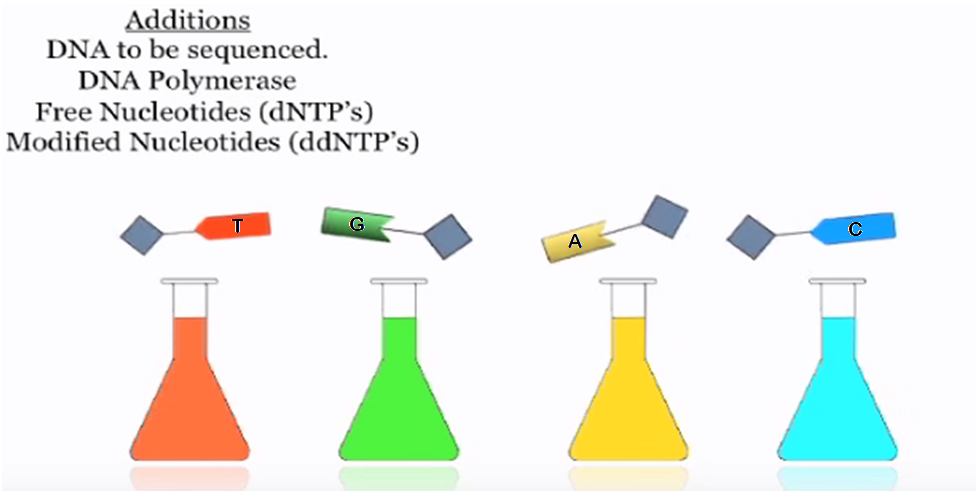 Additions
DNA to be sequenced.
DNA Polymerase
Free Nucleotides (dNTP's)
Modified Nucleotides (ddNTP's)
T
G
A
C